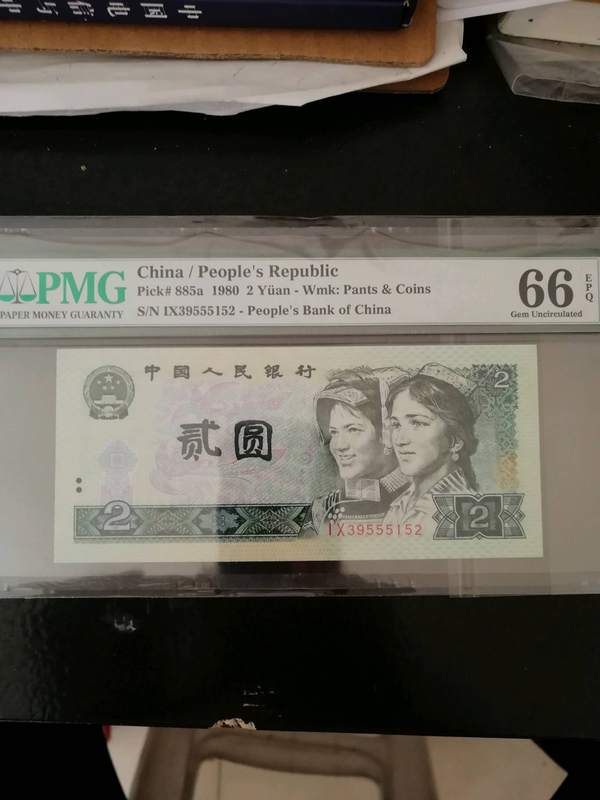 PMG
PAPER MONEY GUARANTY
China / People's Republic
Pick# 885a 1980 2 Yüan - Wmk: Pants & Coins
S/N IX39555152 - People's Bank of China
66 EPQ
Gem Uncirculated
中国人民银行
2
贰圆
IX39555152
2
2